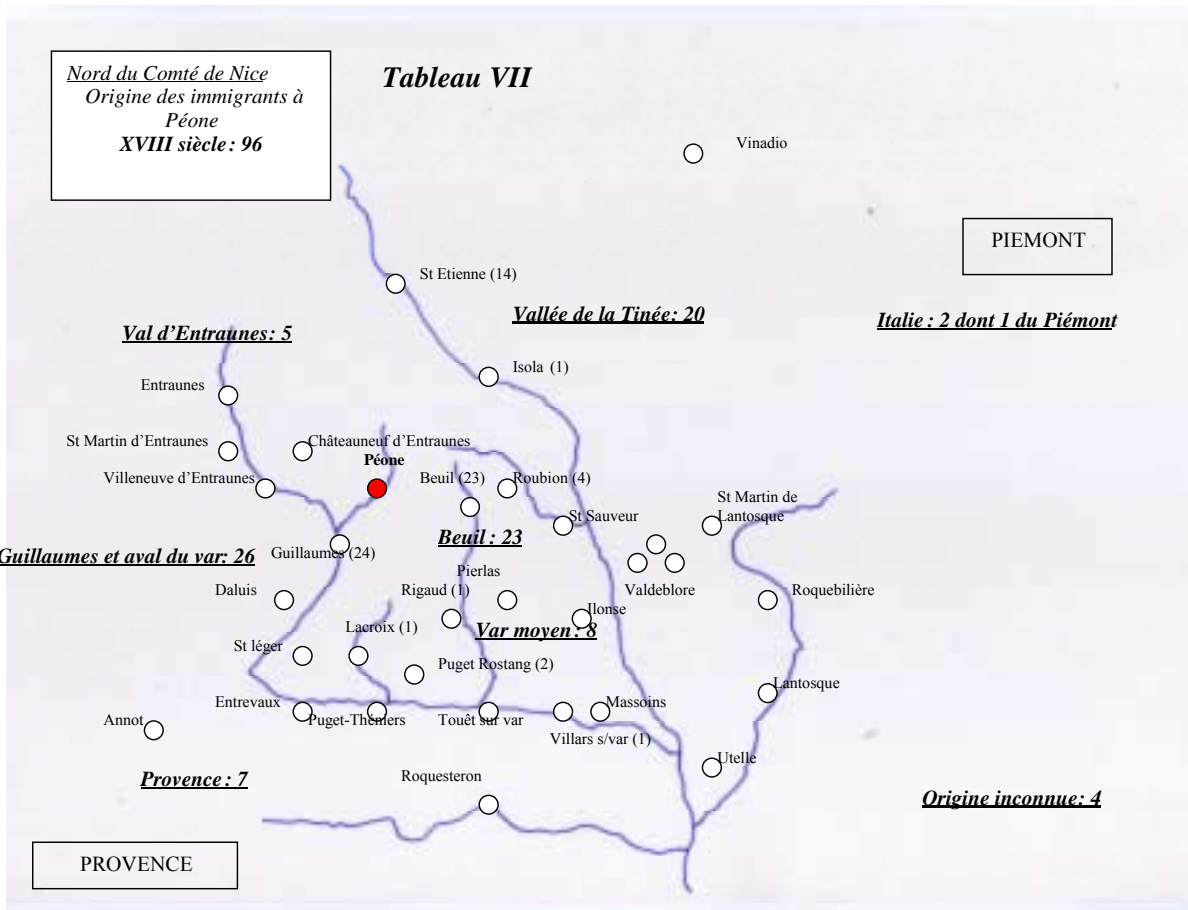 Nord du Comté de Nice
Origine des immigrants à
Péone
XVIII siècle : 96
Tableau VII
Vinadio
PIEMONT
St Etienne (14)
Vallée de la Tinée: 20
Italie : 2 dont 1 du Piémont
Val d'Entraunes: 5
Isola (1)
Entraunes
St Martin d'Entraunes
Châteauneuf d'Entraunes
Péone
Villeneuve d'Entraunes
Beuil (23)
Roubion (4)
St Martin de
Lantosque
St Sauveur
Beuil : 23
Guillaumes et aval du var: 26
Guillaumes (24)
Pierlas
Valdeblore
Daluis
Rigaud (1)
Roquebilière
Ilonse
Lacroix (1)
Var moyen: 8
St léger
Puget Rostang (2)
Lantosque
Entrevaux
Massoins
Annot
Puget-Théniers
Touêt sur var
Villars s/var (1)
Utelle
Provence : 7
Roquesteron
Origine inconnue: 4
PROVENCE